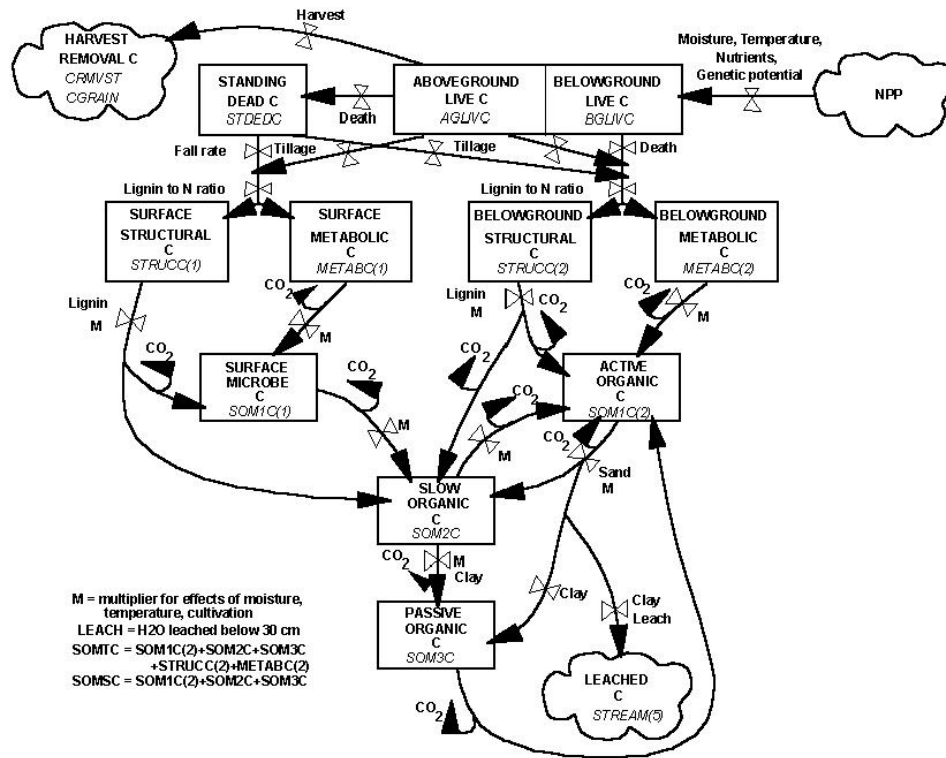 Harvest
HARVEST
REMOVAL C
CRMVST
CGRAIN
STANDING
DEAD C
STDEDC
Death
ABOVEGROUND
LIVE C
AGLIVC
BELOWGROUND
LIVE C
BGLIVC
Moisture, Temperature,
Nutrients,
Genetic potential
NPP
Fall rate
Tillage
Tillage
Death
Lignin to N ratio
Lignin to N ratio
SURFACE
STRUCTURAL
C
STRUCC(1)
SURFACE
METABOLIC
C
METABC(1)
BELOWGROUND
STRUCTURAL
C
STRUCC(2)
BELOWGROUND
METABOLIC
C
METABC(2)
Lignin
M
CO2
M
Lignin
M
CO2
CO2
M
CO2
SURFACE
MICROBE
C
SOM1C(1)
CO2
M
CO2
CO2
M
ACTIVE
ORGANIC
C
SOM1C(2)
CO2
Sand
M
SLOW
ORGANIC
C
SOM2C
CO2
M
Clay
Clay
Clay
Leach
PASSIVE
ORGANIC
C
SOM3C
CO2
LEACHED
C
STREAM(5)
M = multiplier for effects of moisture,
temperature, cultivation
LEACH = H2O leached below 30 cm
SOMTC = SOM1C(2)+SOM2C+SOM3C
+STRUCC(2)+METABC(2)
SOMSC = SOM1C(2)+SOM2C+SOM3C